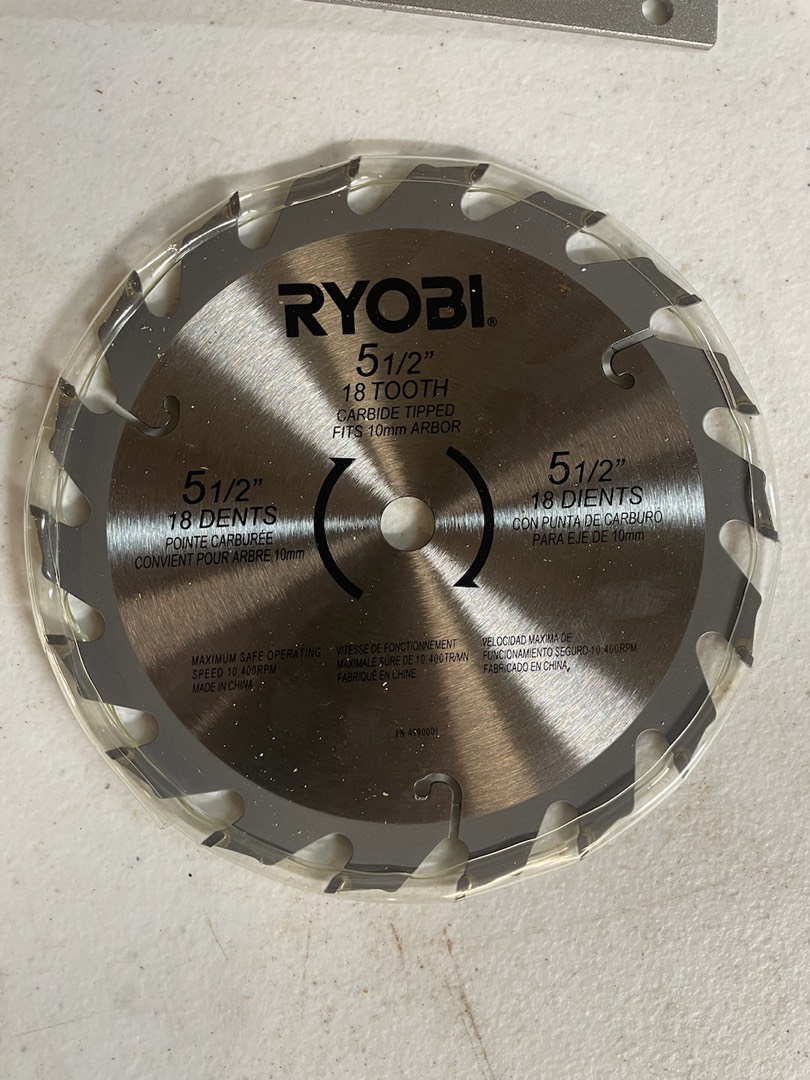 RYOBI®
5 1/2"
18 TOOTH
CARBIDE TIPPED
FITS 10mm ARBOR
5 1/2"
18 DENTS
POINTE CARBURÉE
CONVIENT POUR ARBRE 10mm
5 1/2"
18 DIENTS
CON PUNTA DE CARBURO
PARA EJE DE 10mm
MAXIMUM SAFE OPERATING
SPEED 10.400RPM
MADE IN CHINA
VITESSE DE FONCTIONNEMENT
MAXIMALE SÛRE DE 10.400TR/MN
FABRIQUÉ EN CHINE
VELOCIDAD MAXIMA DE
FUNCIONAMIENTO SEGURO-10.400RPM
FABRICADO EN CHINA
PN